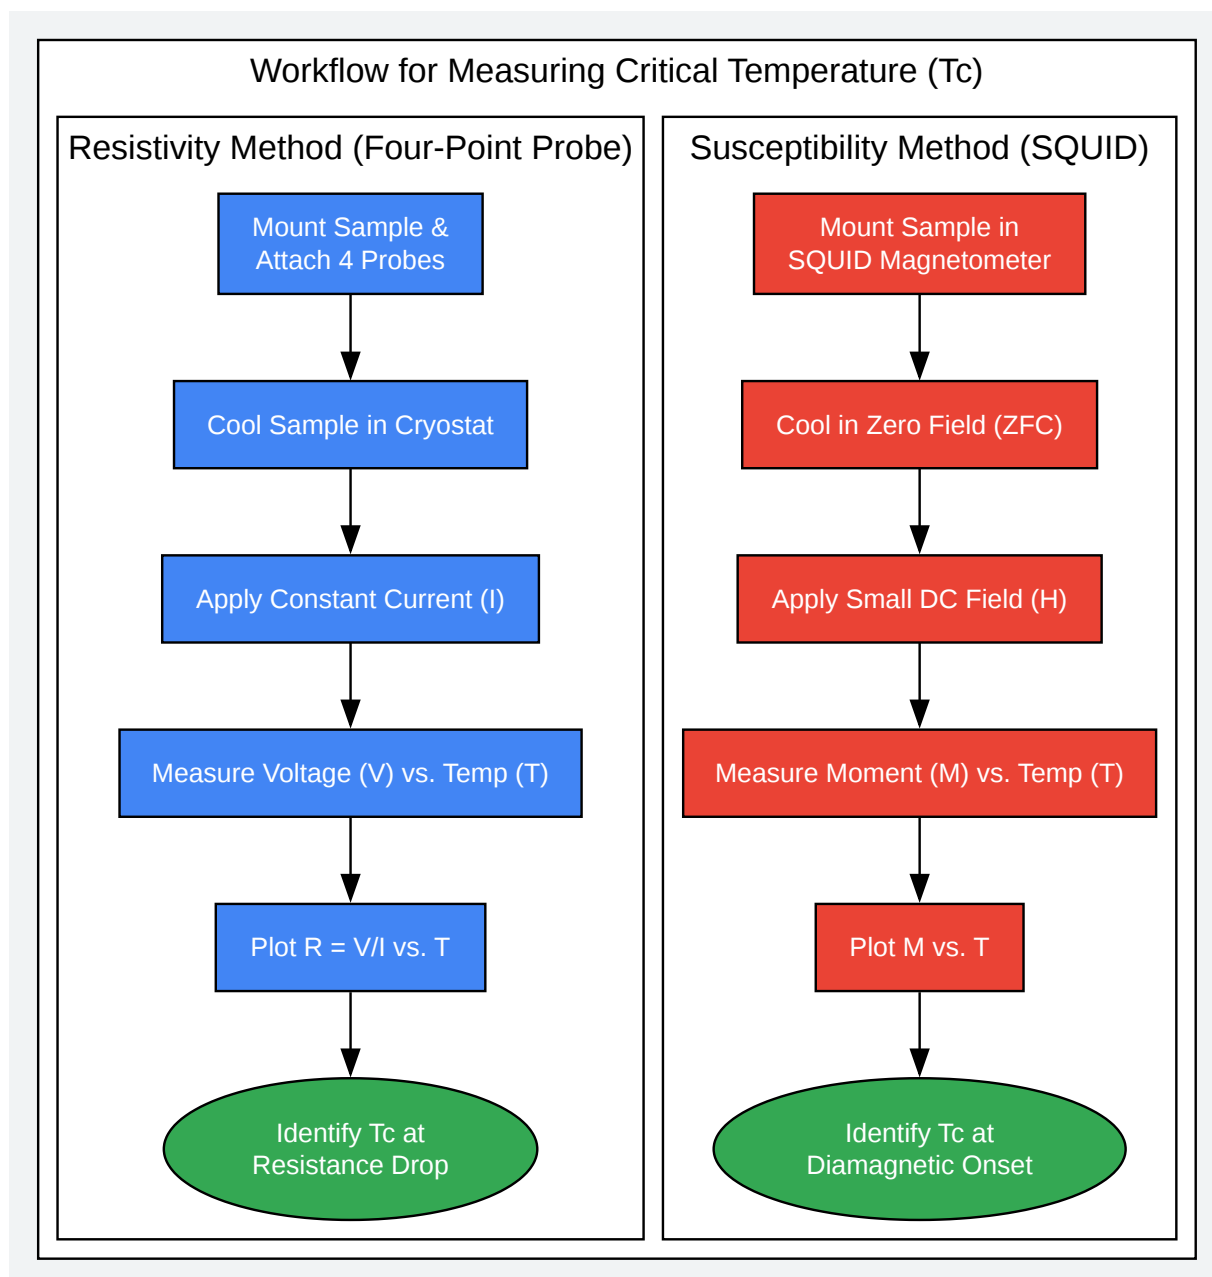 Workflow for Measuring Critical Temperature (Tc)
Resistivity Method (Four-Point Probe)
Mount Sample &
Attach 4 Probes
Cool Sample in Cryostat
Apply Constant Current (I)
Measure Voltage (V) vs. Temp (T)
Plot R = V/I vs. T
Identify Tc at
Resistance Drop
Susceptibility Method (SQUID)
Mount Sample in
SQUID Magnetometer
Cool in Zero Field (ZFC)
Apply Small DC Field (H)
Measure Moment (M) vs. Temp (T)
Plot M vs. T
Identify Tc at
Diamagnetic Onset